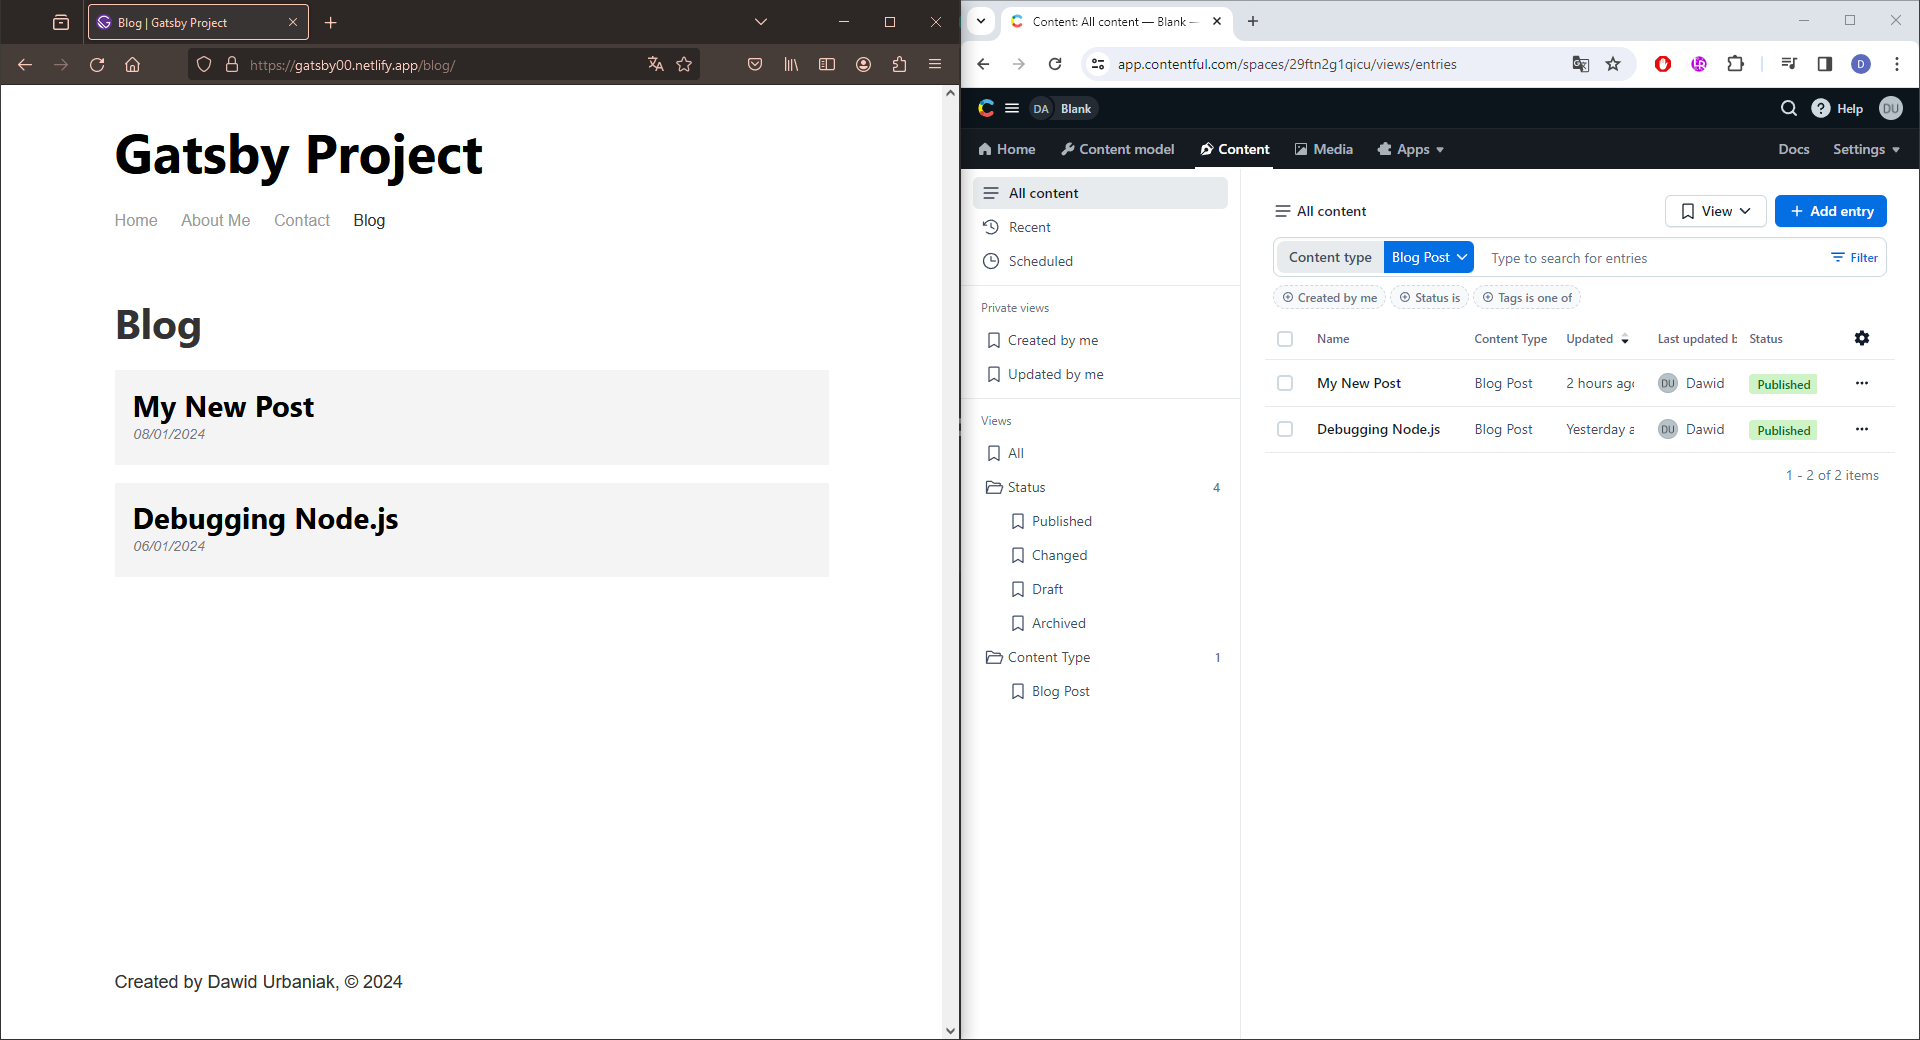 Blog | Gatsby Project
https://gatsby00.netlify.app/blog/
Gatsby Project
Home About Me Contact Blog
Blog
My New Post
08/01/2024
Debugging Node.js
06/01/2024
Created by Dawid Urbaniak, © 2024
Content: All content — Blank —
app.contentful.com/spaces/29ftn2g1qicu/views/entries
D
DA Blank
Help DU
Home Content model Content Media Apps
Docs Settings
All content
Recent
Scheduled
Private views
Created by me
Updated by me
Views
All
Status 4
Published
Changed
Draft
Archived
Content Type 1
Blog Post
All content
View Add entry
Content type Blog Post Type to search for entries Filter
Created by me Status is Tags is one of
Name Content Type Updated Last updated b Status
My New Post Blog Post 2 hours ago DU Dawid Published
Debugging Node.js Blog Post Yesterday a DU Dawid Published
1 - 2 of 2 items